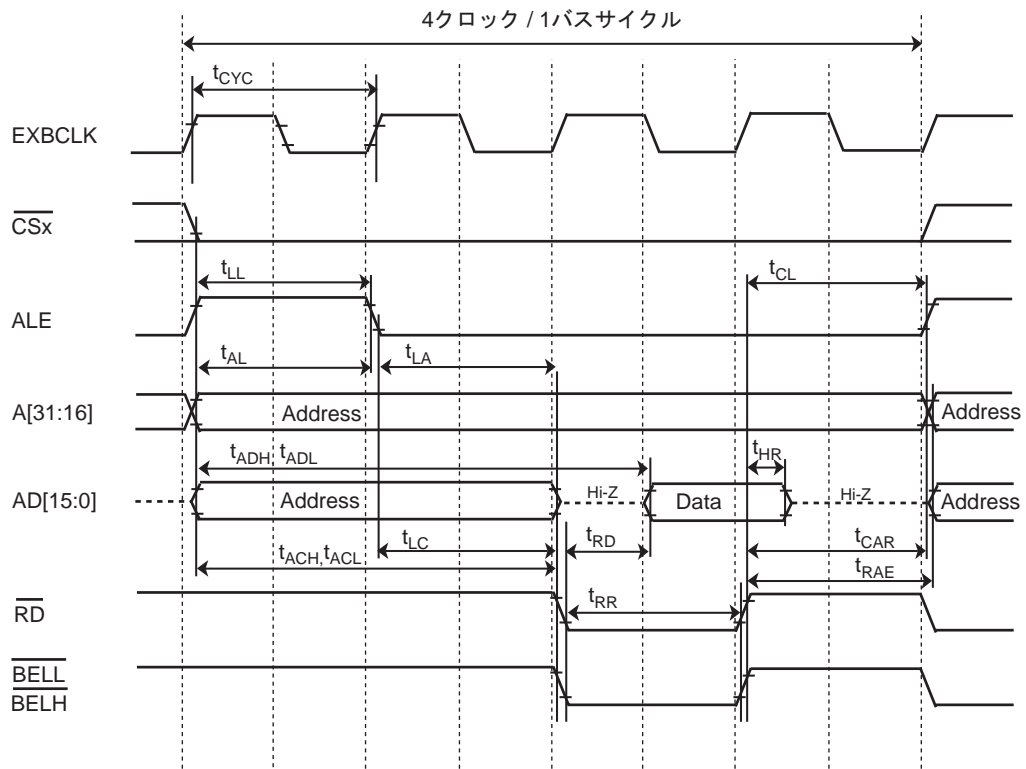 4クロック / 1バスサイクル
tCYC
EXBCLK
CSx
tLL
tCL
ALE
tAL
tLA
A[31:16]
Address
Address
tADH, tADL
tHR
AD[15:0]
Address
Hi-Z
Data
Hi-Z
Address
tLC
tRD
tCAR
tACH,tACL
tRAE
RD
tRR
BELL
BELH